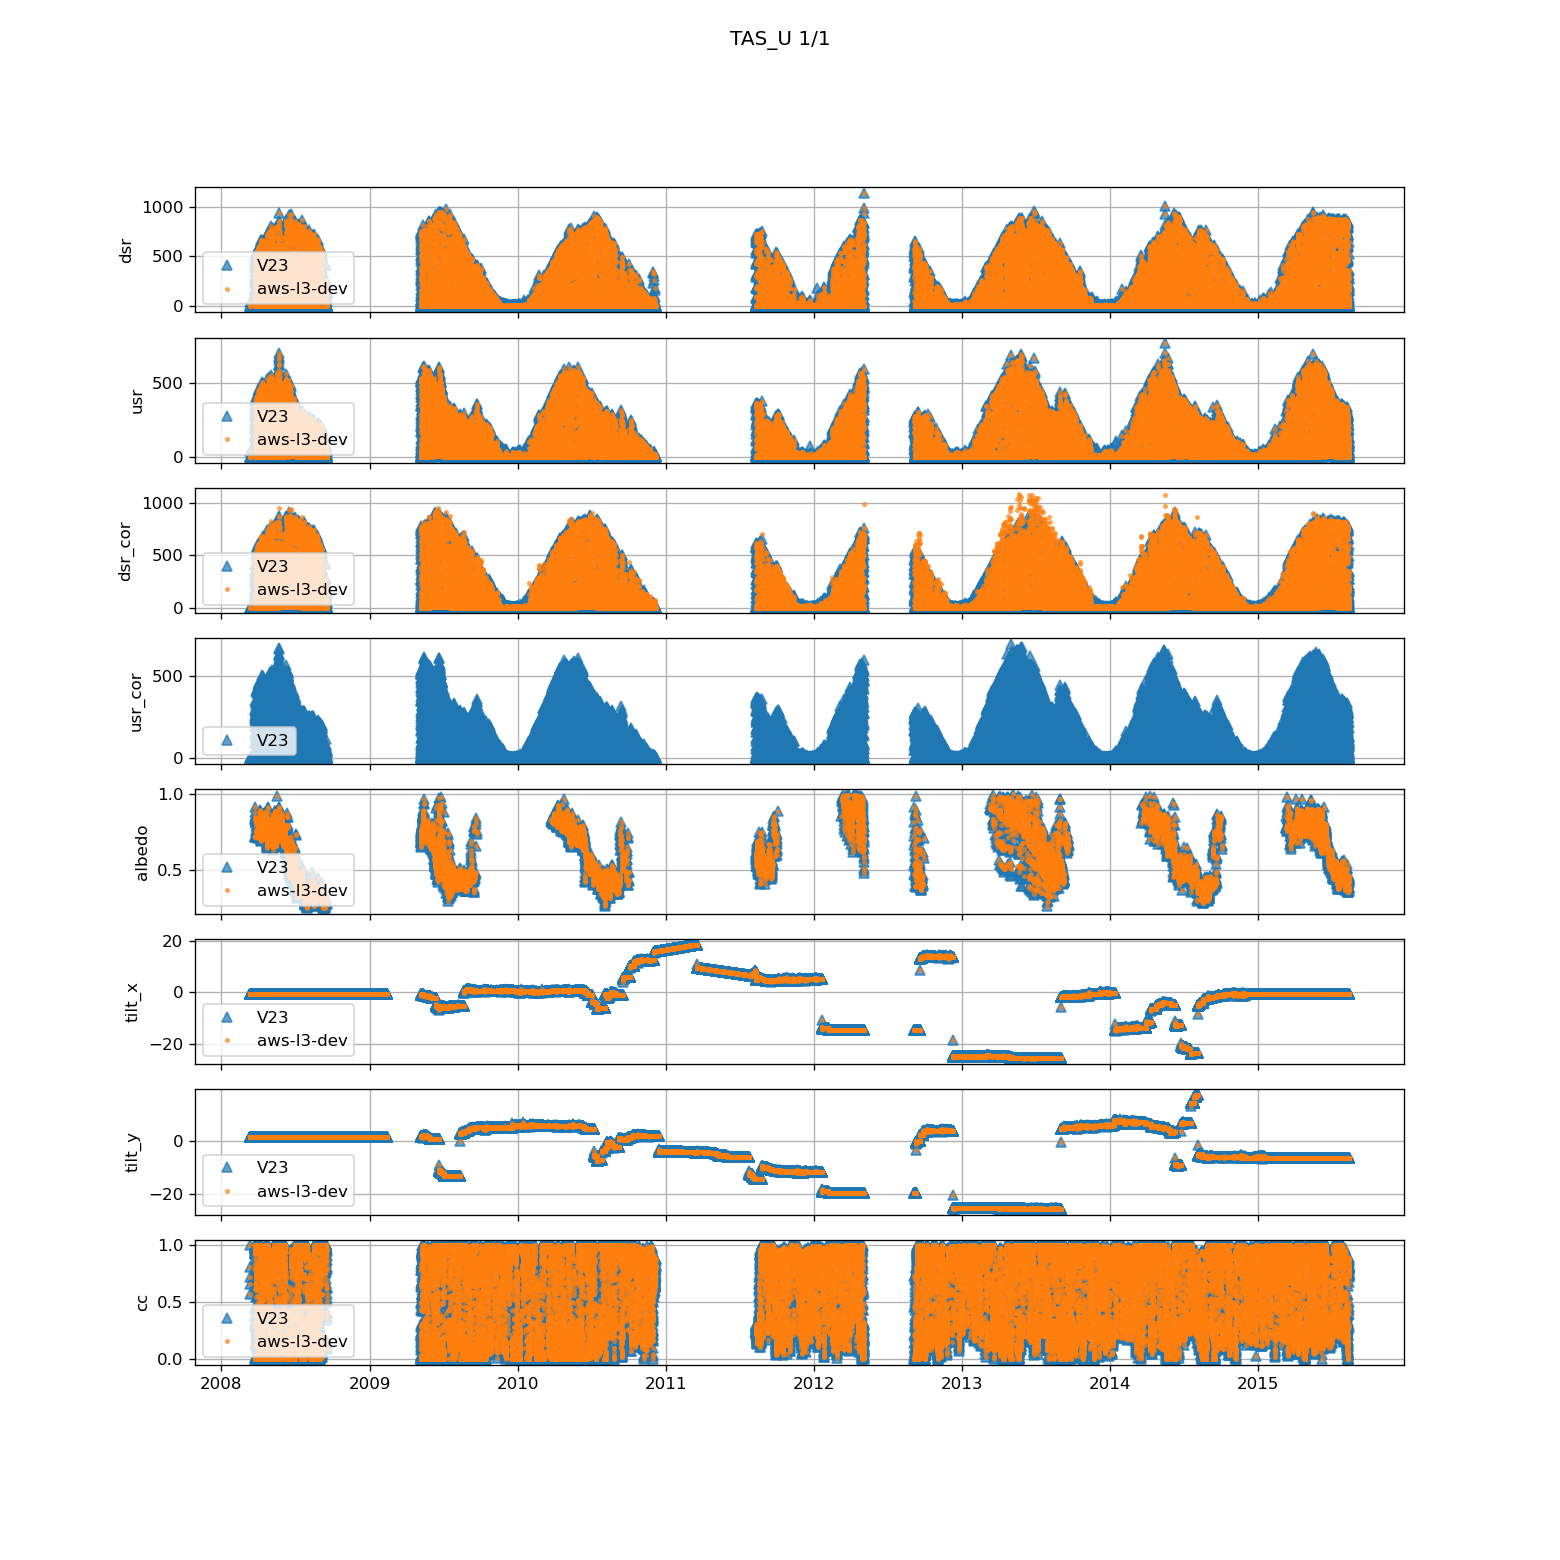 TAS_U 1/1
1000
500
0
dsr
V23
aws-l3-dev
500
0
usr
V23
aws-l3-dev
1000
500
0
dsr_cor
V23
aws-l3-dev
500
0
usr_cor
V23
1.0
0.5
albedo
V23
aws-l3-dev
20
0
−20
tilt_x
V23
aws-l3-dev
0
−20
tilt_y
V23
aws-l3-dev
1.0
0.5
0.0
cc
V23
aws-l3-dev
2008 2009 2010 2011 2012 2013 2014 2015